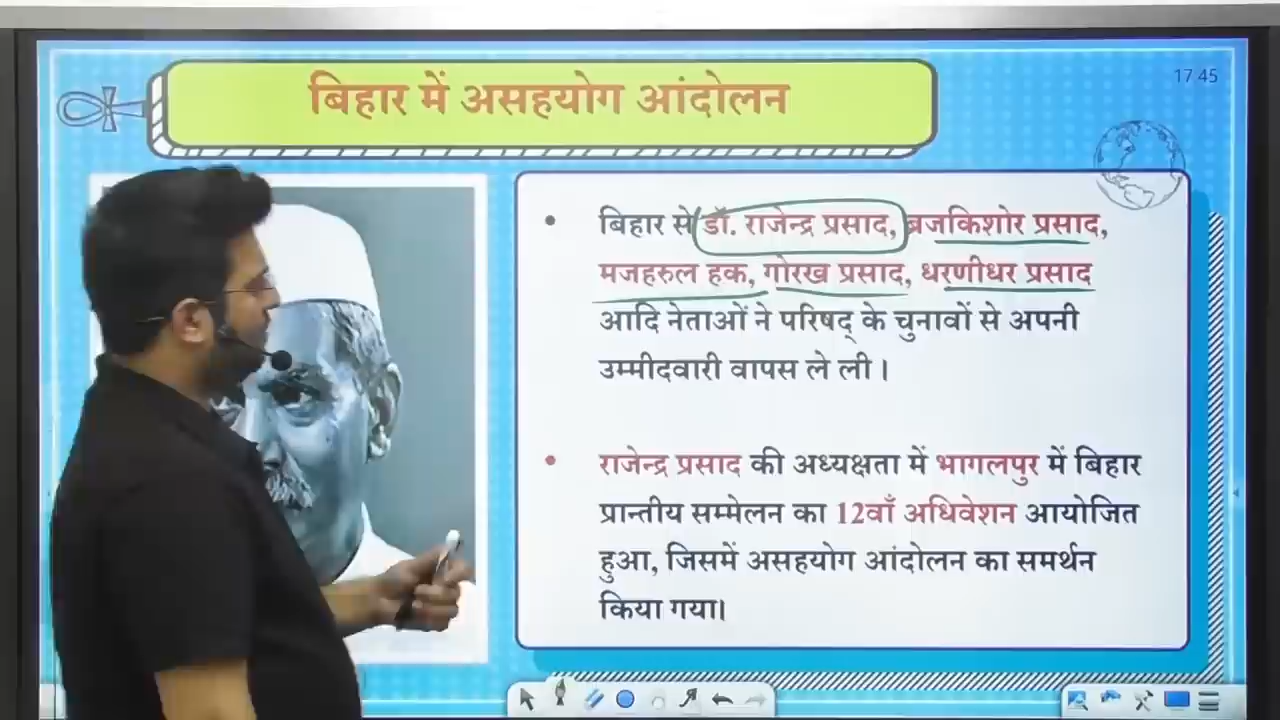 बिहार में असहयोग आंदोलन
17 45
• बिहार से डॉ. राजेन्द्र प्रसाद, ब्रजकिशोर प्रसाद,
मजहरुल हक, गोरख प्रसाद, धरणीधर प्रसाद
आदि नेताओं ने परिषद् के चुनावों से अपनी
उम्मीदवारी वापस ले ली।
• राजेन्द्र प्रसाद की अध्यक्षता में भागलपुर में बिहार
प्रान्तीय सम्मेलन का 12वाँ अधिवेशन आयोजित
हुआ, जिसमें असहयोग आंदोलन का समर्थन
किया गया।